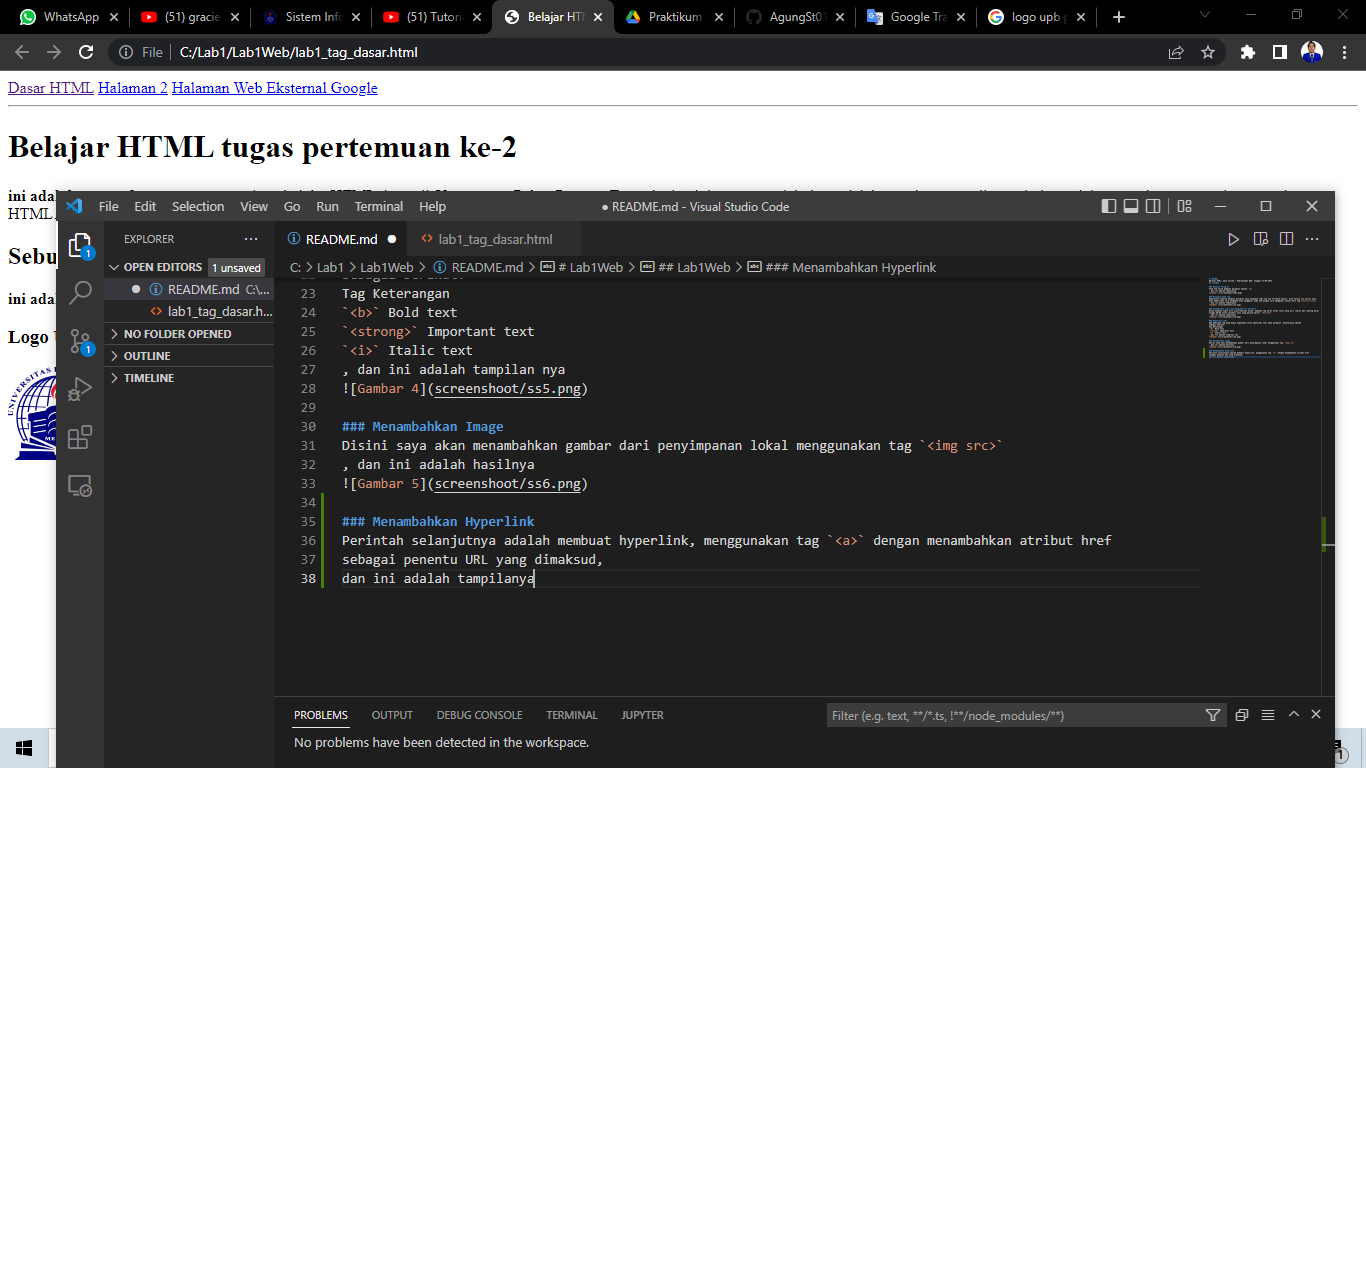 WhatsApp
(51) gracie
Sistem Info
(51) Tutori
Belajar HT
Praktikum
AgungSt01
Google Tra
logo upb p
File
C:/Lab1/Lab1Web/lab1_tag_dasar.html
Dasar HTML Halaman 2 Halaman Web Eksternal Google
Belajar HTML tugas pertemuan ke-2
ini adal
HTML
Sebu
ini adal
Logo
UNIVERSITAS
File Edit Selection View Go Run Terminal Help
● README.md - Visual Studio Code
EXPLORER
OPEN EDITORS 1 unsaved
README.md C:\...
lab1_tag_dasar.h...
NO FOLDER OPENED
OUTLINE
TIMELINE
1
1
README.md
lab1_tag_dasar.html
C: > Lab1 > Lab1Web > README.md > # Lab1Web > ## Lab1Web > ### Menambahkan Hyperlink
23 Tag Keterangan
24 `<b>` Bold text
25 `<strong>` Important text
26 `<i>` Italic text
27 , dan ini adalah tampilan nya
28 ![Gambar 4](screenshoot/ss5.png)
29
30 ### Menambahkan Image
31 Disini saya akan menambahkan gambar dari penyimpanan lokal menggunakan tag `<img src>`
32 , dan ini adalah hasilnya
33 ![Gambar 5](screenshoot/ss6.png)
34
35 ### Menambahkan Hyperlink
36 Perintah selanjutnya adalah membuat hyperlink, menggunakan tag `<a>` dengan menambahkan atribut href
37 sebagai penentu URL yang dimaksud,
38 dan ini adalah tampilanya
PROBLEMS OUTPUT DEBUG CONSOLE TERMINAL JUPYTER
Filter (e.g. text, **/*.ts, !**/node_modules/**)
No problems have been detected in the workspace.
1